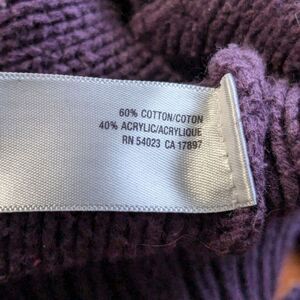 60% COTTON/COTON
40% ACRYLIC/ACRYLIQUE
RN 54023 CA 17897